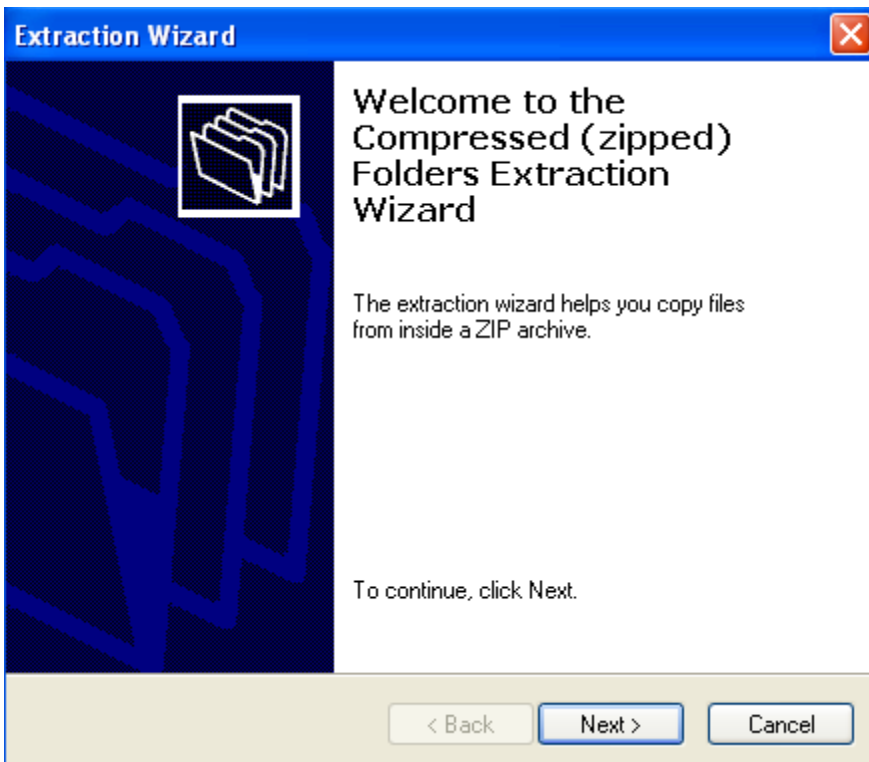 Extraction Wizard
Welcome to the
Compressed (zipped)
Folders Extraction
Wizard
The extraction wizard helps you copy files
from inside a ZIP archive.
To continue, click Next.
< Back Next > Cancel